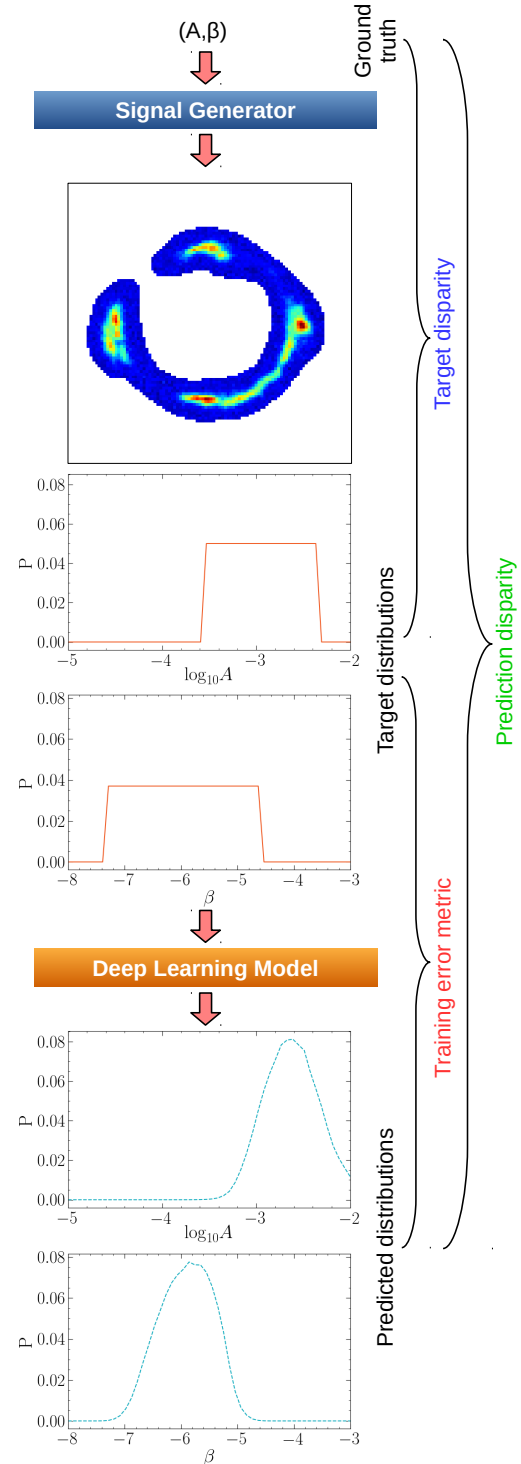 (A,β)
Signal Generator
Ground
truth
Target disparity
0.08
0.06
0.04
0.02
0.00
P
−5
−4
−3
−2
log₁₀A
Target distributions
Prediction disparity
0.08
0.06
0.04
0.02
0.00
P
−8
−7
−6
−5
−4
−3
β
Deep Learning Model
Training error metric
0.08
0.06
0.04
0.02
0.00
P
−5
−4
−3
−2
log₁₀A
Predicted distributions
0.08
0.06
0.04
0.02
0.00
P
−8
−7
−6
−5
−4
−3
β